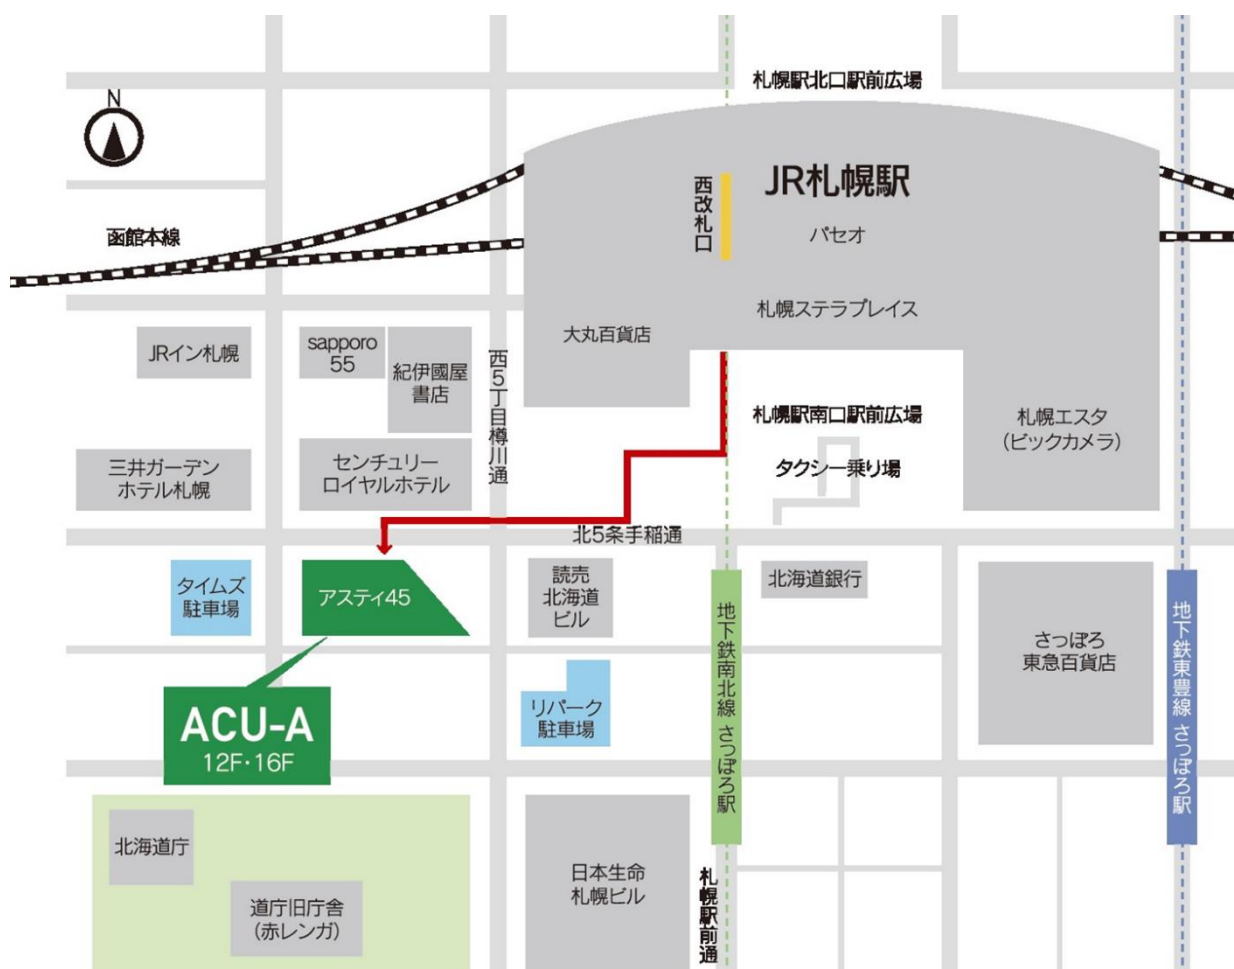 札幌駅北口駅前広場
N
JR札幌駅
西改札口
パセオ
函館本線
札幌ステラプレイス
大丸百貨店
JRイン札幌
sapporo
55
紀伊國屋
書店
西5丁目樽川通
札幌駅南口駅前広場
札幌エスタ
(ビックカメラ)
タクシー乗り場
三井ガーデン
ホテル札幌
センチュリー
ロイヤルホテル
北5条手稲通
タイムズ
駐車場
アスティ45
読売
北海道
ビル
北海道銀行
地下鉄南北線 さっぽろ駅
さっぽろ
東急百貨店
地下鉄東豊線 さっぽろ駅
リパーク
駐車場
ACU-A
12F・16F
北海道庁
道庁旧庁舎
(赤レンガ)
日本生命
札幌ビル
札幌駅前通